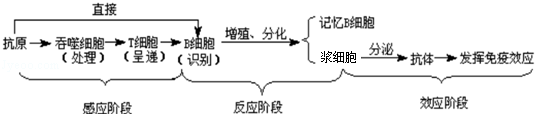 直接
抗原 吞噬细胞 T细胞 B细胞 增殖、分化 记忆B细胞
(处理) (呈递) (识别) 浆细胞 分泌 抗体 发挥免疫效应
感应阶段 反应阶段 效应阶段